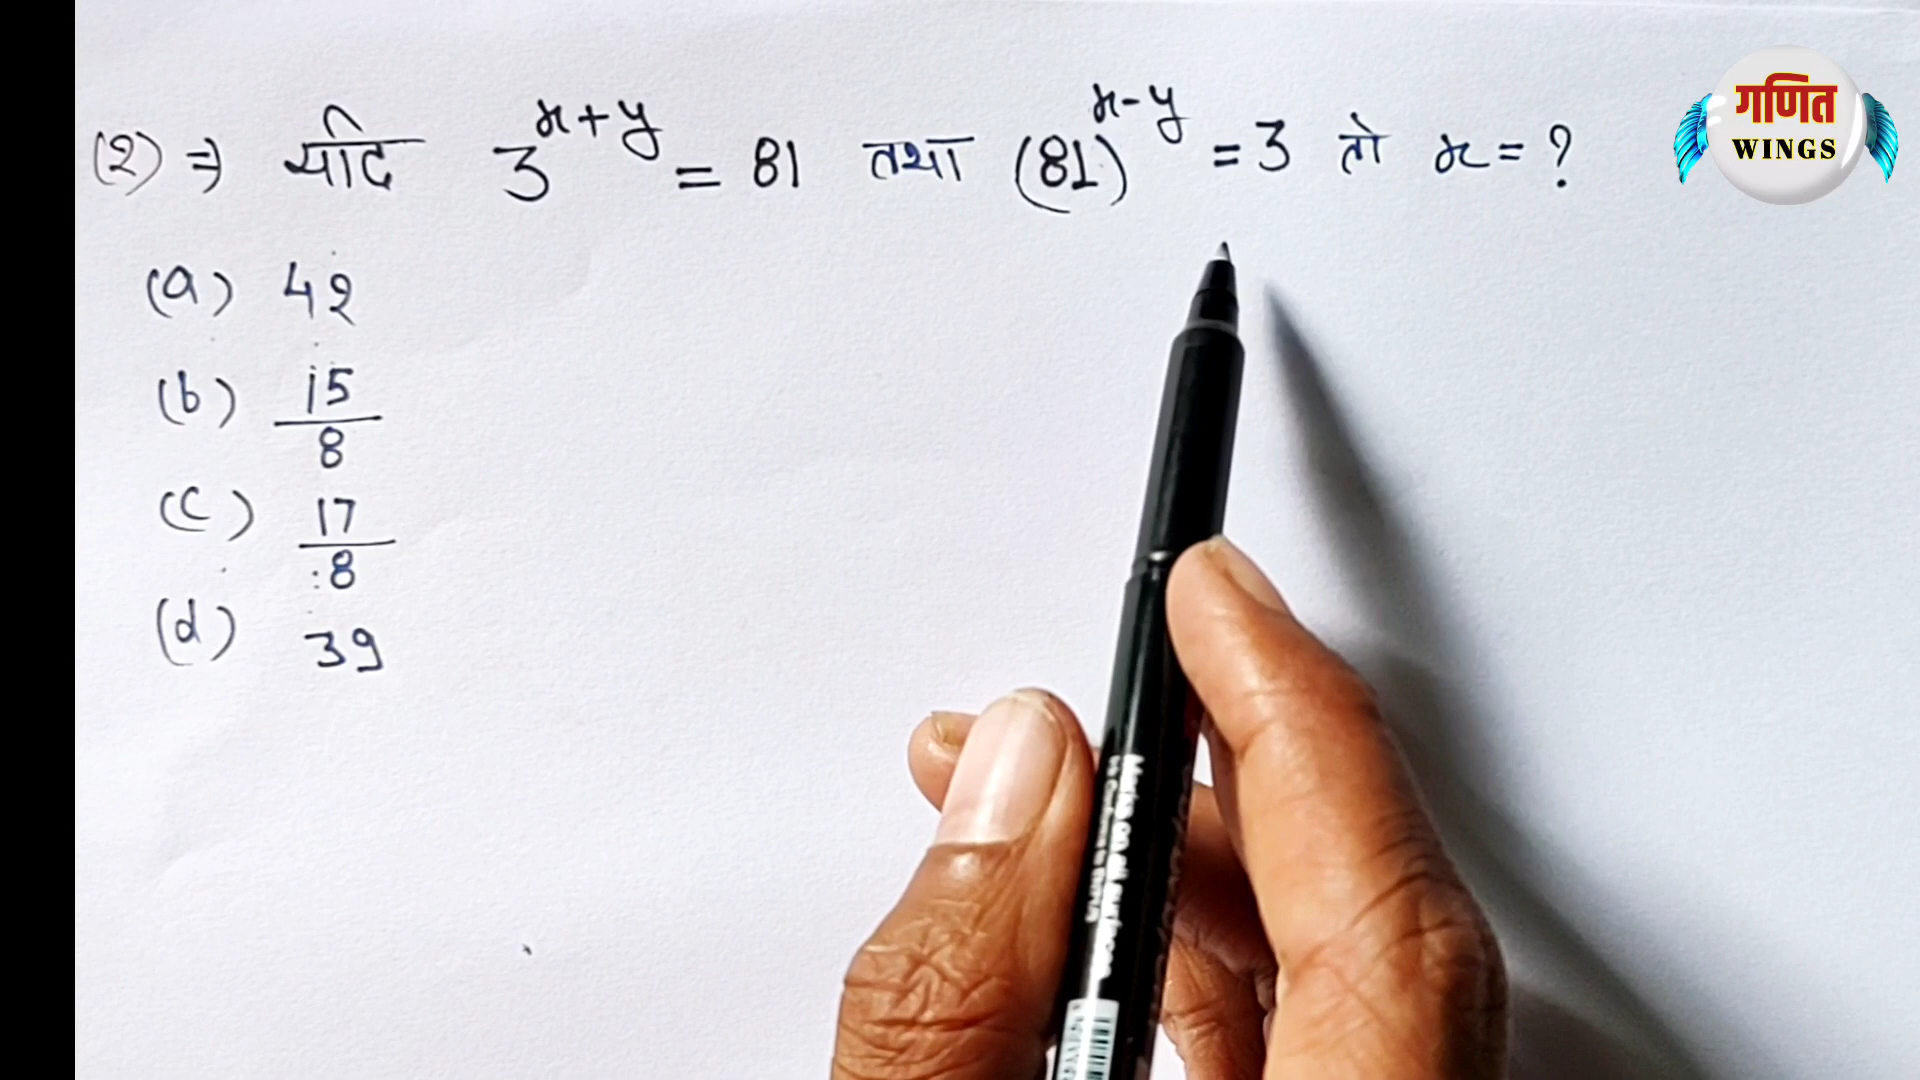 (2) ⇒ यदि 3^{x+y} = 81 तथा (81)^{x-y} = 3 तो x = ?
(a) 42
(b) 15/8
(c) 17/8
(d) 39
गणित
WINGS